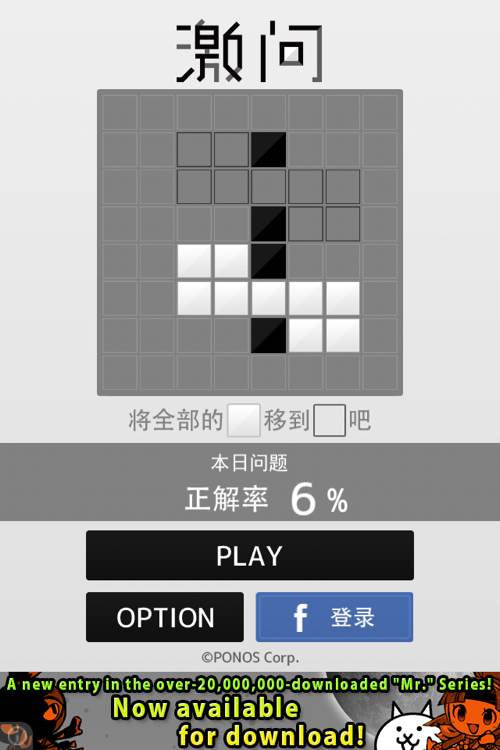 激问
将全部的 移到 吧
本日问题
正解率 6 %
PLAY
OPTION
f 登录
©PONOS Corp.
A new entry in the over-20,000,000-downloaded "Mr." Series!
Now available
for download!